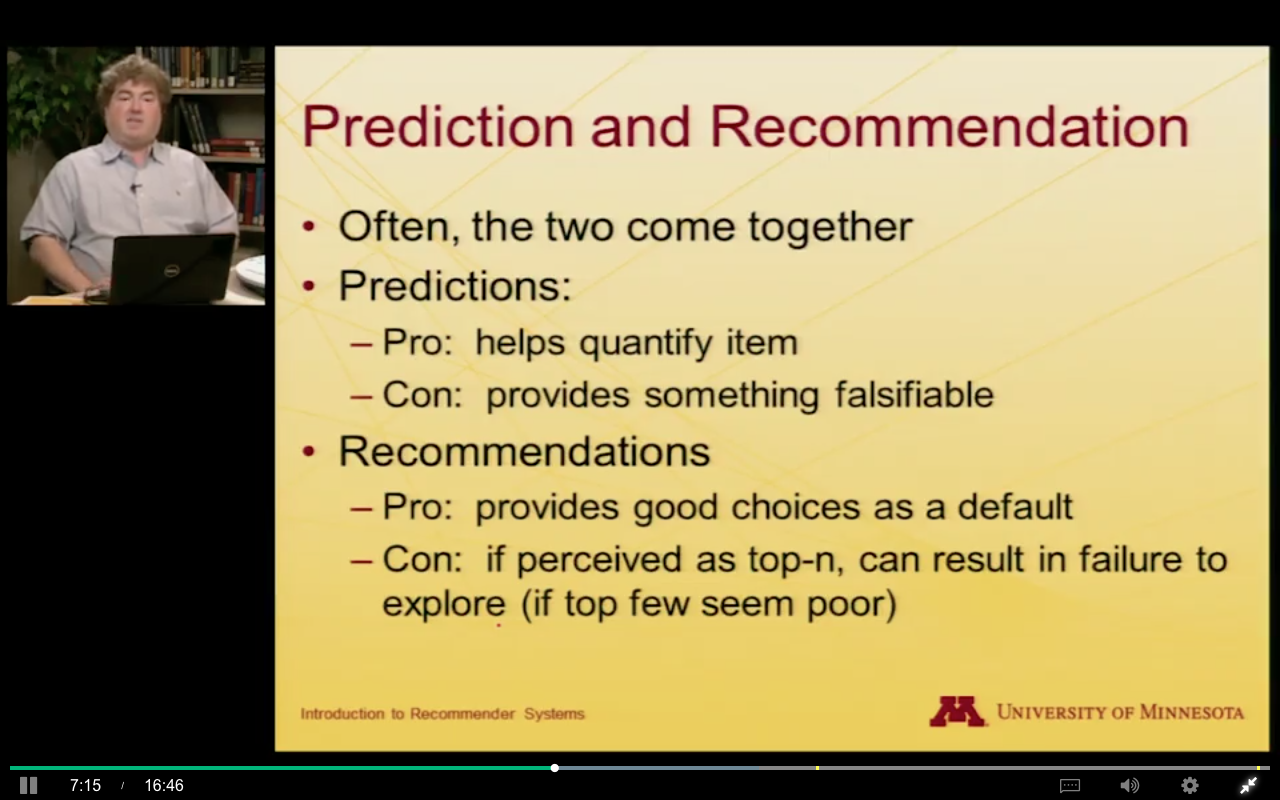 Prediction and Recommendation
• Often, the two come together
• Predictions:
– Pro: helps quantify item
– Con: provides something falsifiable
• Recommendations
– Pro: provides good choices as a default
– Con: if perceived as top-n, can result in failure to
explore (if top few seem poor)
Introduction to Recommender Systems
M UNIVERSITY OF MINNESOTA
7:15 / 16:46